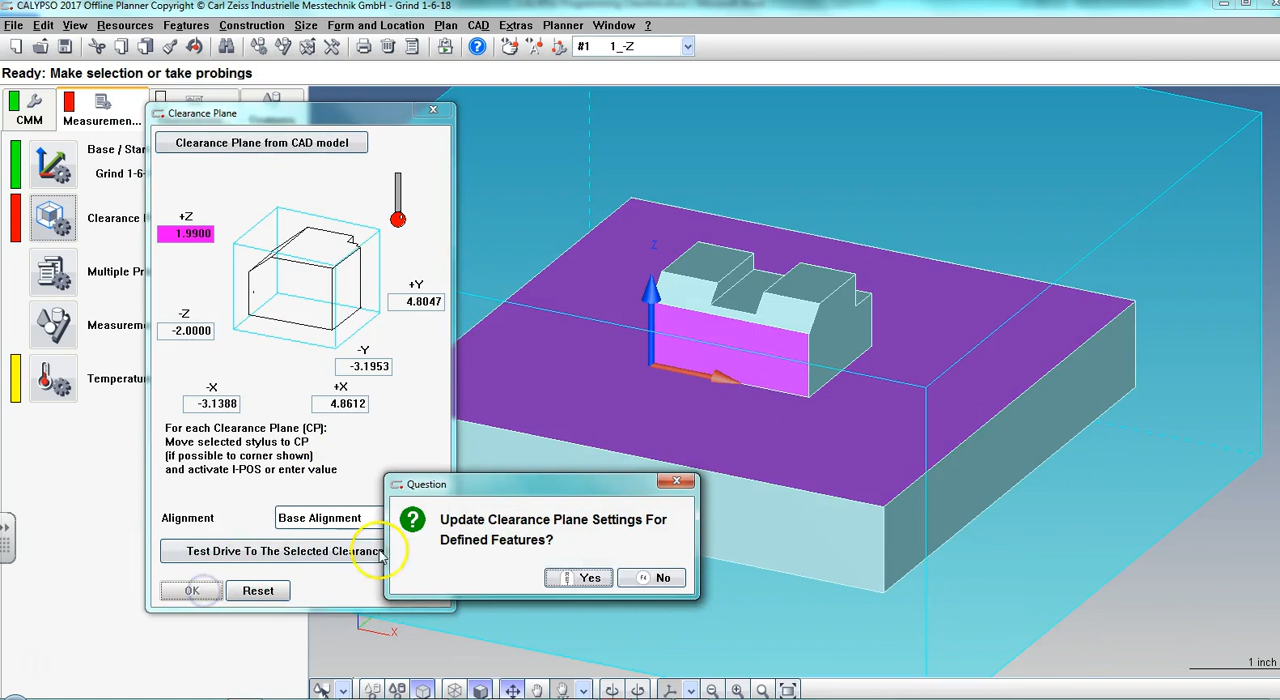 CALYPSO 2017 Offline Planner Copyright © Carl Zeiss Industrielle Messtechnik GmbH - Grind 1-6-18
File Edit View Resources Features Construction Size Form and Location Plan CAD Extras Planner Window ?
#1 1_-Z
Ready: Make selection or take probings
CMM
Measuremen...
Base / Star
Grind 1-6-
Clearance
Multiple Pr
Measurem
Temperatu
Clearance Plane
Clearance Plane from CAD model
+Z
1.9900
+Y
4.8047
-Z
-2.0000
-Y
-3.1953
-X
+X
-3.1388
4.8612
For each Clearance Plane (CP):
Move selected stylus to CP
(if possible to corner shown)
and activate I-POS or enter value
Alignment
Base Alignment
Test Drive To The Selected Clearanc
OK
Reset
Question
Update Clearance Plane Settings For
Defined Features?
Yes
No
Z
X
1 inch